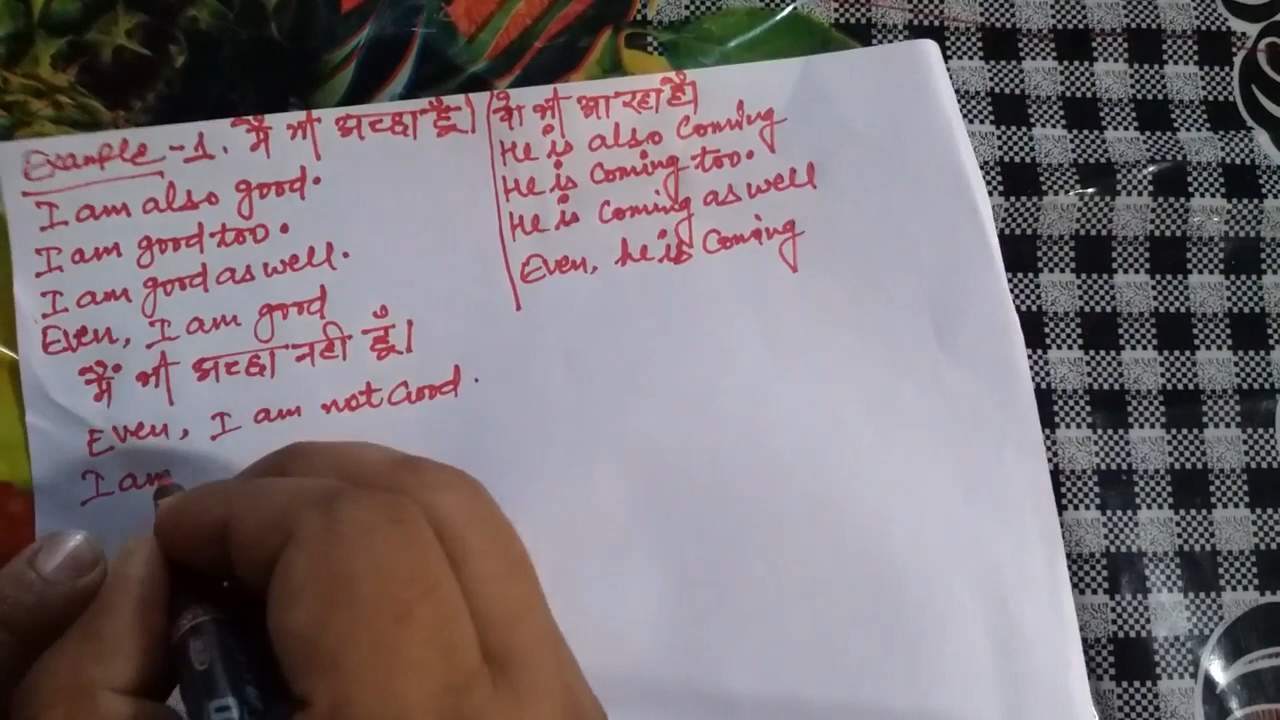 Example-1. मैं भी अच्छा हूँ।
I am also good.
I am good too.
I am good as well.
Even, I am good
मैं भी अच्छा नही हूँ।
Even, I am not Good.
I am
वो भी आ रहा है।
He is also coming
He is coming too.
He is coming as well
Even, he is coming